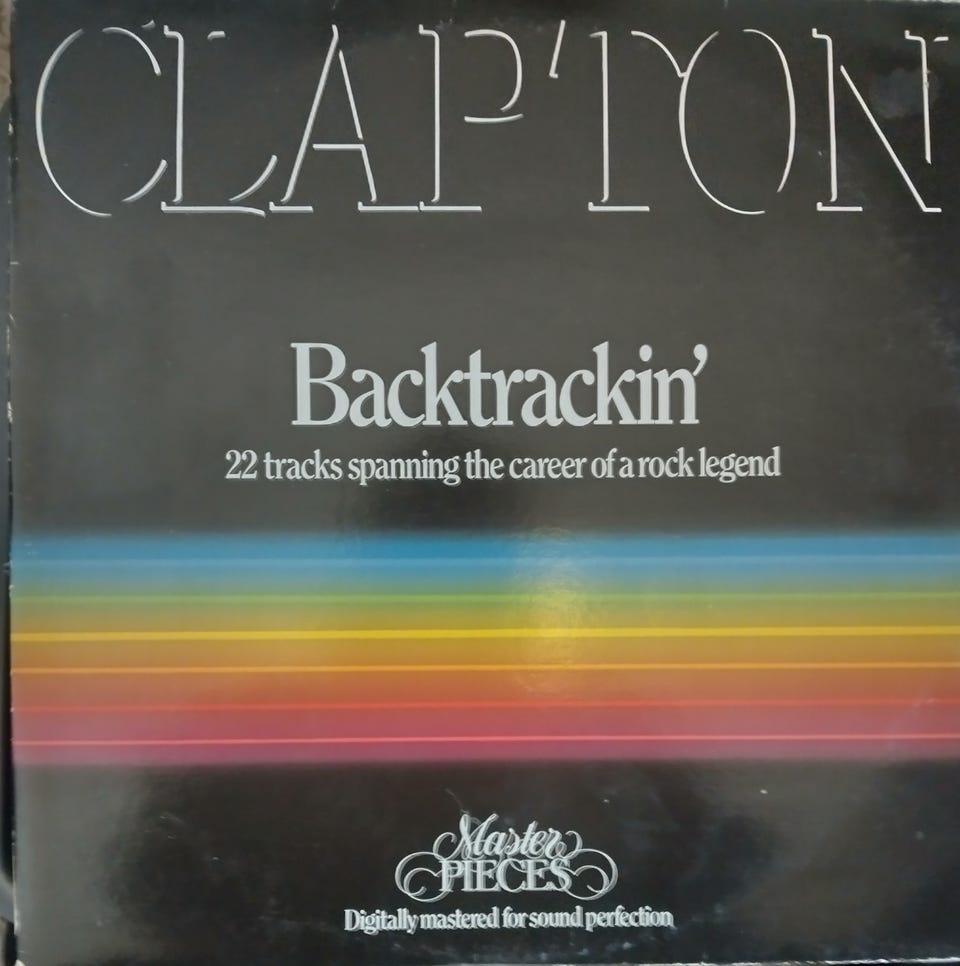 CLAPTON
Backtrackin'
22 tracks spanning the career of a rock legend
Master
PIECES
Digitally mastered for sound perfection